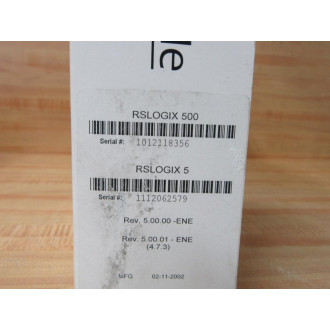 le
RSLOGIX 500
Serial #: 1012118356
RSLOGIX 5
Serial #: 1112062579
Rev. 5.00.00 -ENE
Rev. 5.00.01 - ENE
(4.7.3)
MFG 02-11-2002